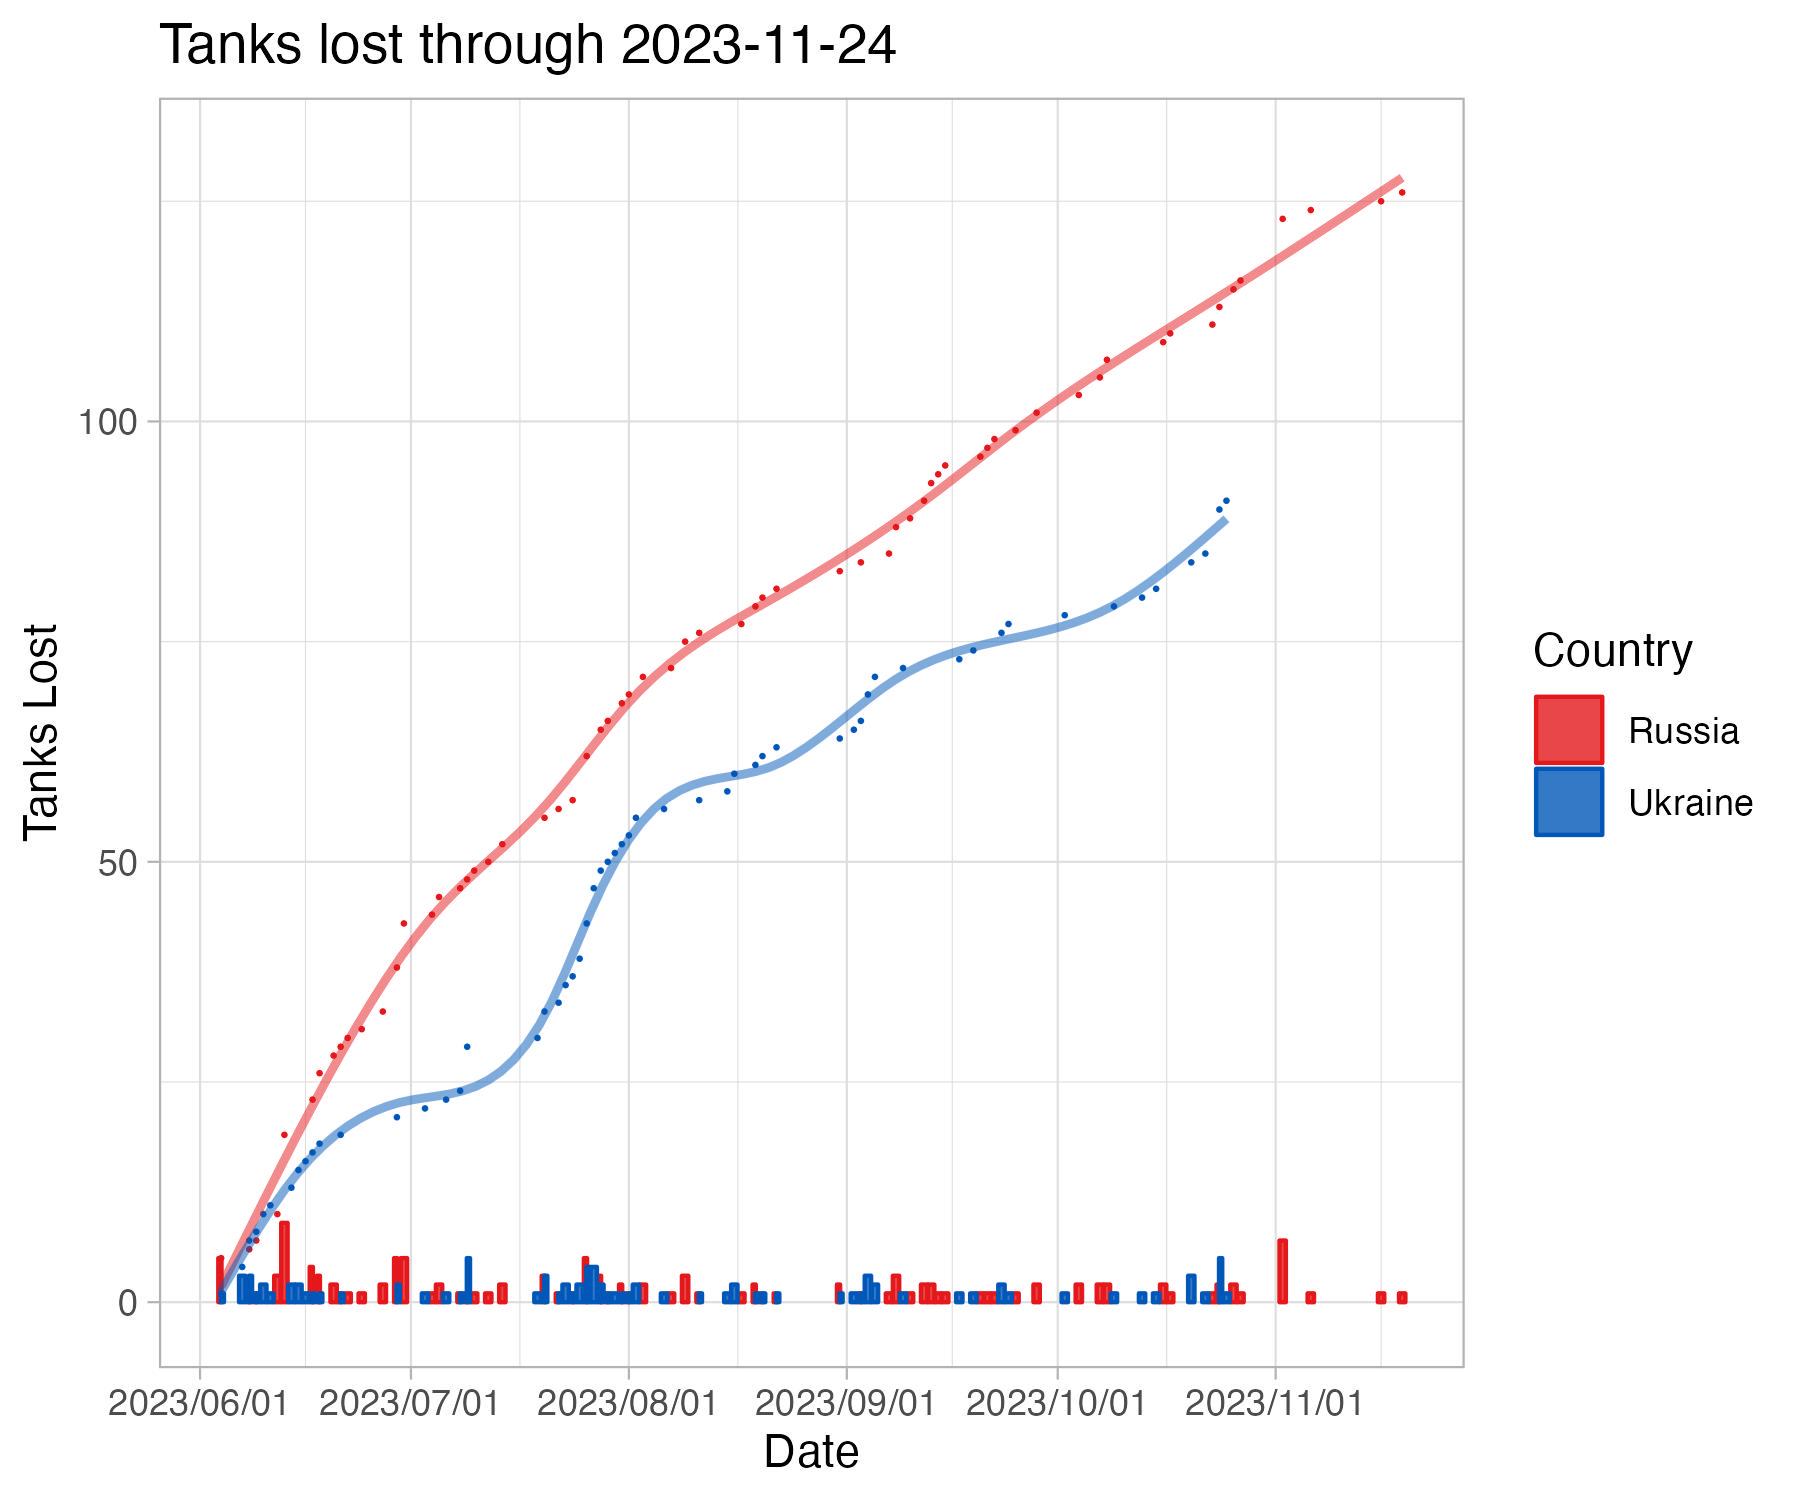 Tanks lost through 2023-11-24
Tanks Lost
100
50
0
2023/06/01 2023/07/01 2023/08/01 2023/09/01 2023/10/01 2023/11/01
Date
Country
Russia
Ukraine